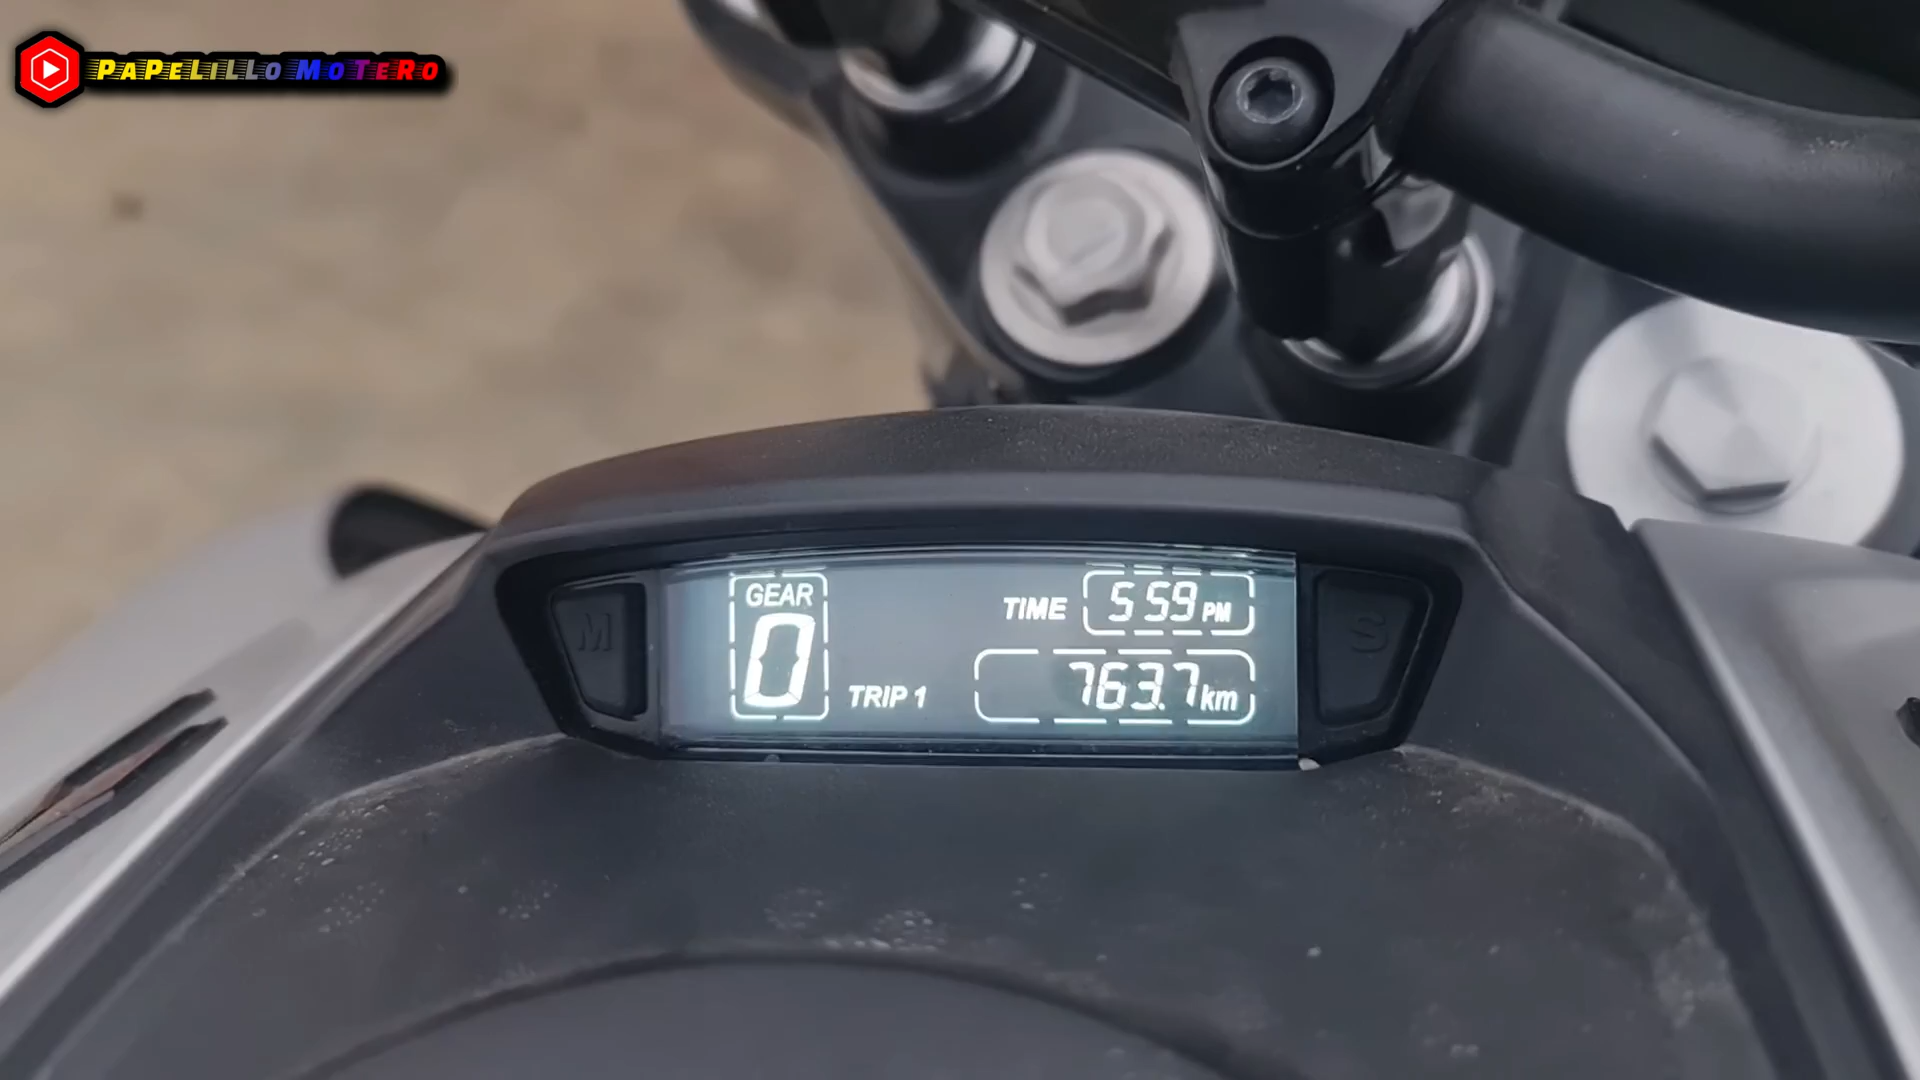 PAPELILLO MOTERO
GEAR
0
TIME 5 59 PM
TRIP 1 763.7 km
M
S